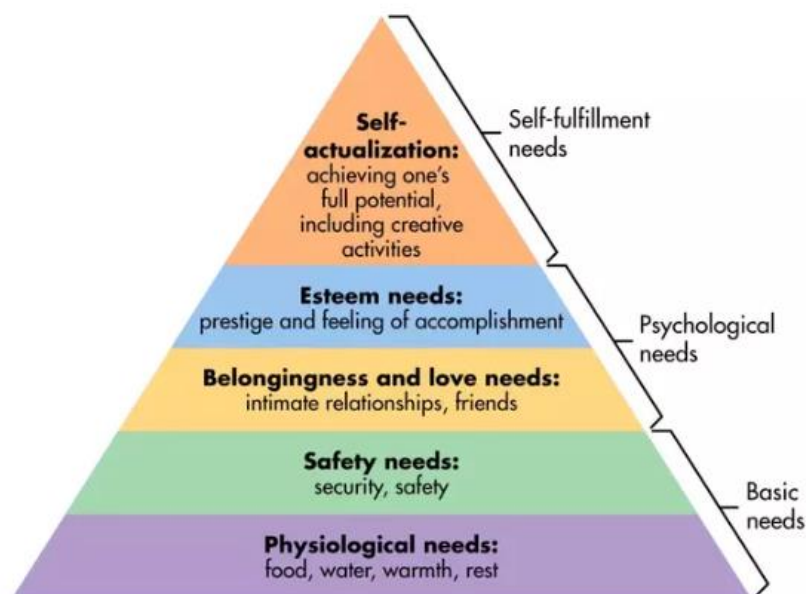 Self-
actualization:
achieving one's
full potential,
including creative
activities
Self-fulfillment
needs
Esteem needs:
prestige and feeling of accomplishment
Psychological
needs
Belongingness and love needs:
intimate relationships, friends
Safety needs:
security, safety
Basic
needs
Physiological needs:
food, water, warmth, rest